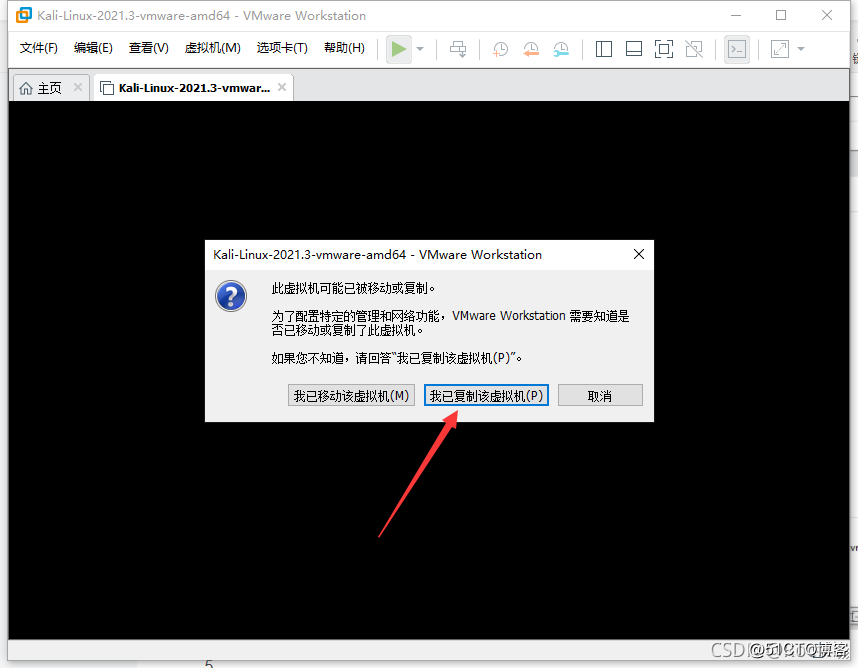 Kali-Linux-2021.3-vmware-amd64 - VMware Workstation
文件(F) 编辑(E) 查看(V) 虚拟机(M) 选项卡(T) 帮助(H)
主页 Kali-Linux-2021.3-vmwar...
Kali-Linux-2021.3-vmware-amd64 - VMware Workstation
此虚拟机可能已被移动或复制。
为了配置特定的管理和网络功能，VMware Workstation 需要知道是
否已移动或复制了此虚拟机。
如果您不知道，请回答“我已复制该虚拟机(P)”。
我已移动该虚拟机(M) 我已复制该虚拟机(P) 取消
@51CTO博客
5